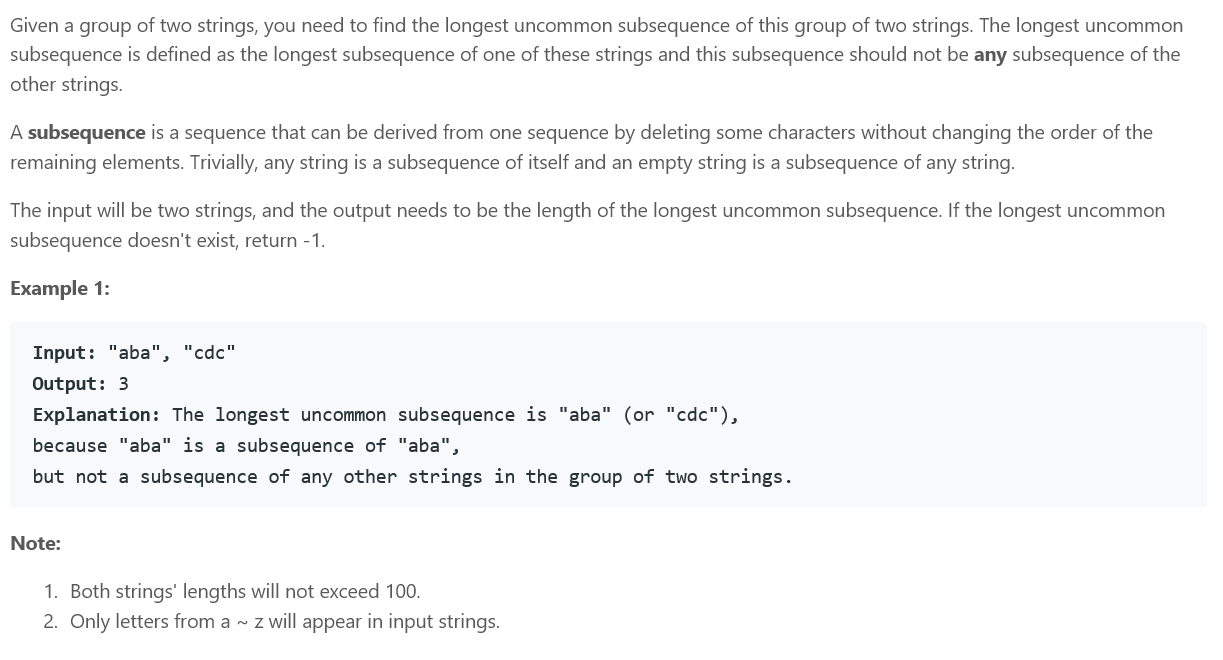 Given a group of two strings, you need to find the longest uncommon subsequence of this group of two strings. The longest uncommon
subsequence is defined as the longest subsequence of one of these strings and this subsequence should not be any subsequence of the
other strings.
A subsequence is a sequence that can be derived from one sequence by deleting some characters without changing the order of the
remaining elements. Trivially, any string is a subsequence of itself and an empty string is a subsequence of any string.
The input will be two strings, and the output needs to be the length of the longest uncommon subsequence. If the longest uncommon
subsequence doesn't exist, return -1.
Example 1:
Input: "aba", "cdc"
Output: 3
Explanation: The longest uncommon subsequence is "aba" (or "cdc"),
because "aba" is a subsequence of "aba",
but not a subsequence of any other strings in the group of two strings.
Note:
1. Both strings' lengths will not exceed 100.
2. Only letters from a ~ z will appear in input strings.